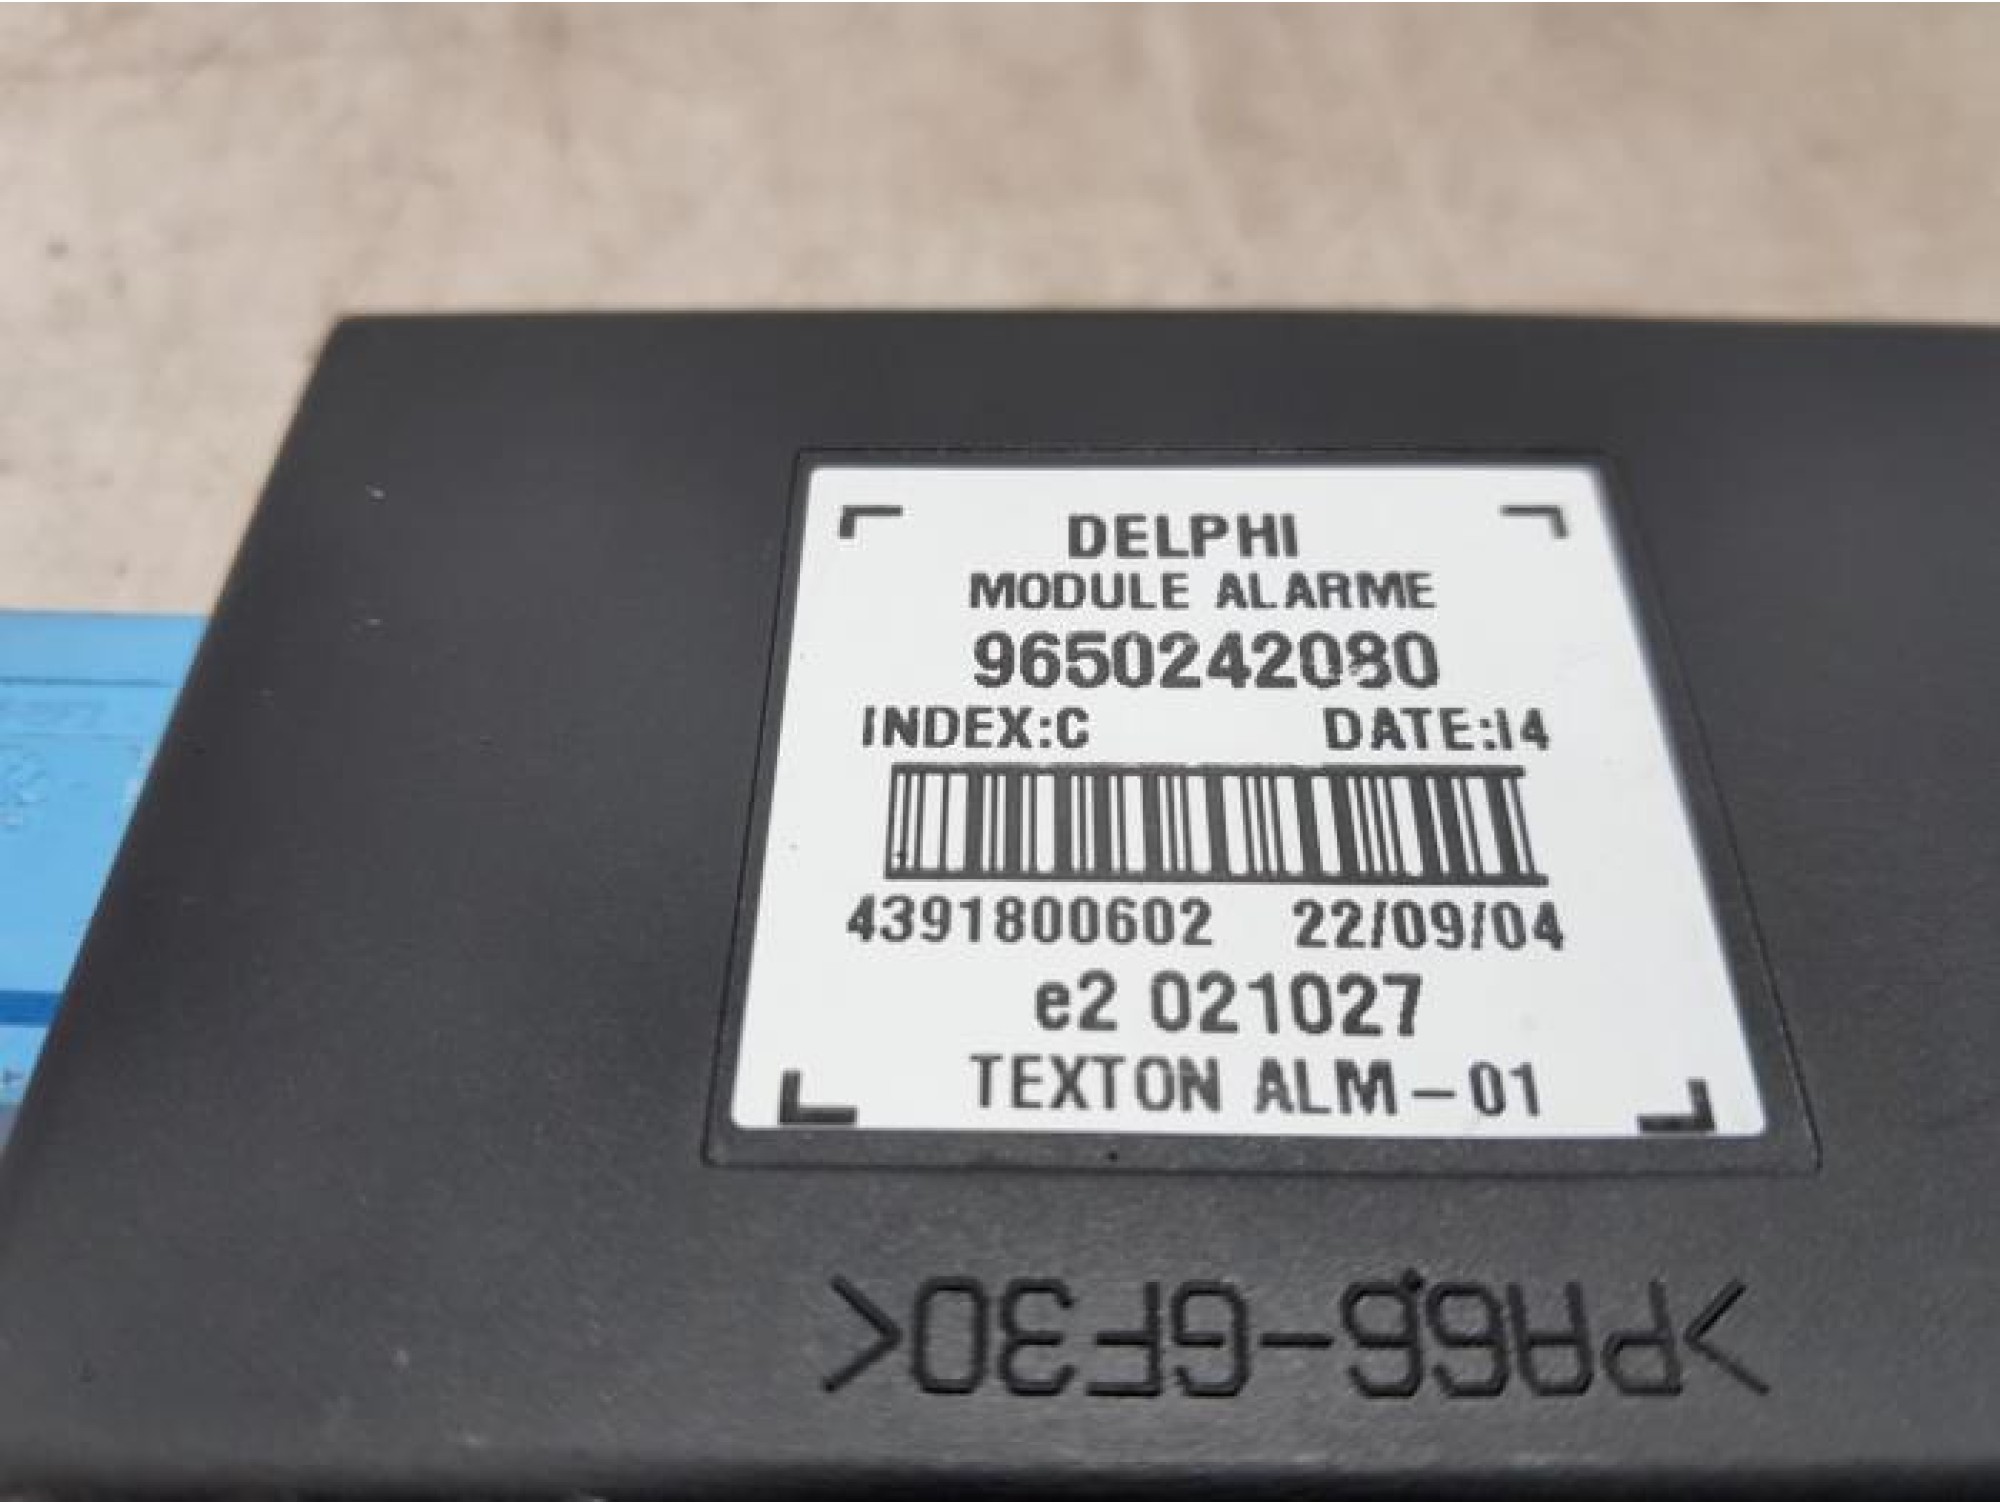 DELPHI
MODULE ALARME
9650242080
INDEX:C DATE:14
4391800602 22/09/04
e2 021027
TEXTON ALM-01
>PA66-GF30<